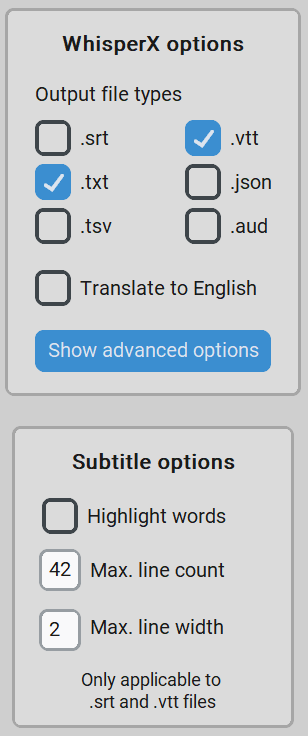 WhisperX options
Output file types
.srt .vtt
.txt .json
.tsv .aud
Translate to English
Show advanced options
Subtitle options
Highlight words
42 Max. line count
2 Max. line width
Only applicable to
.srt and .vtt files